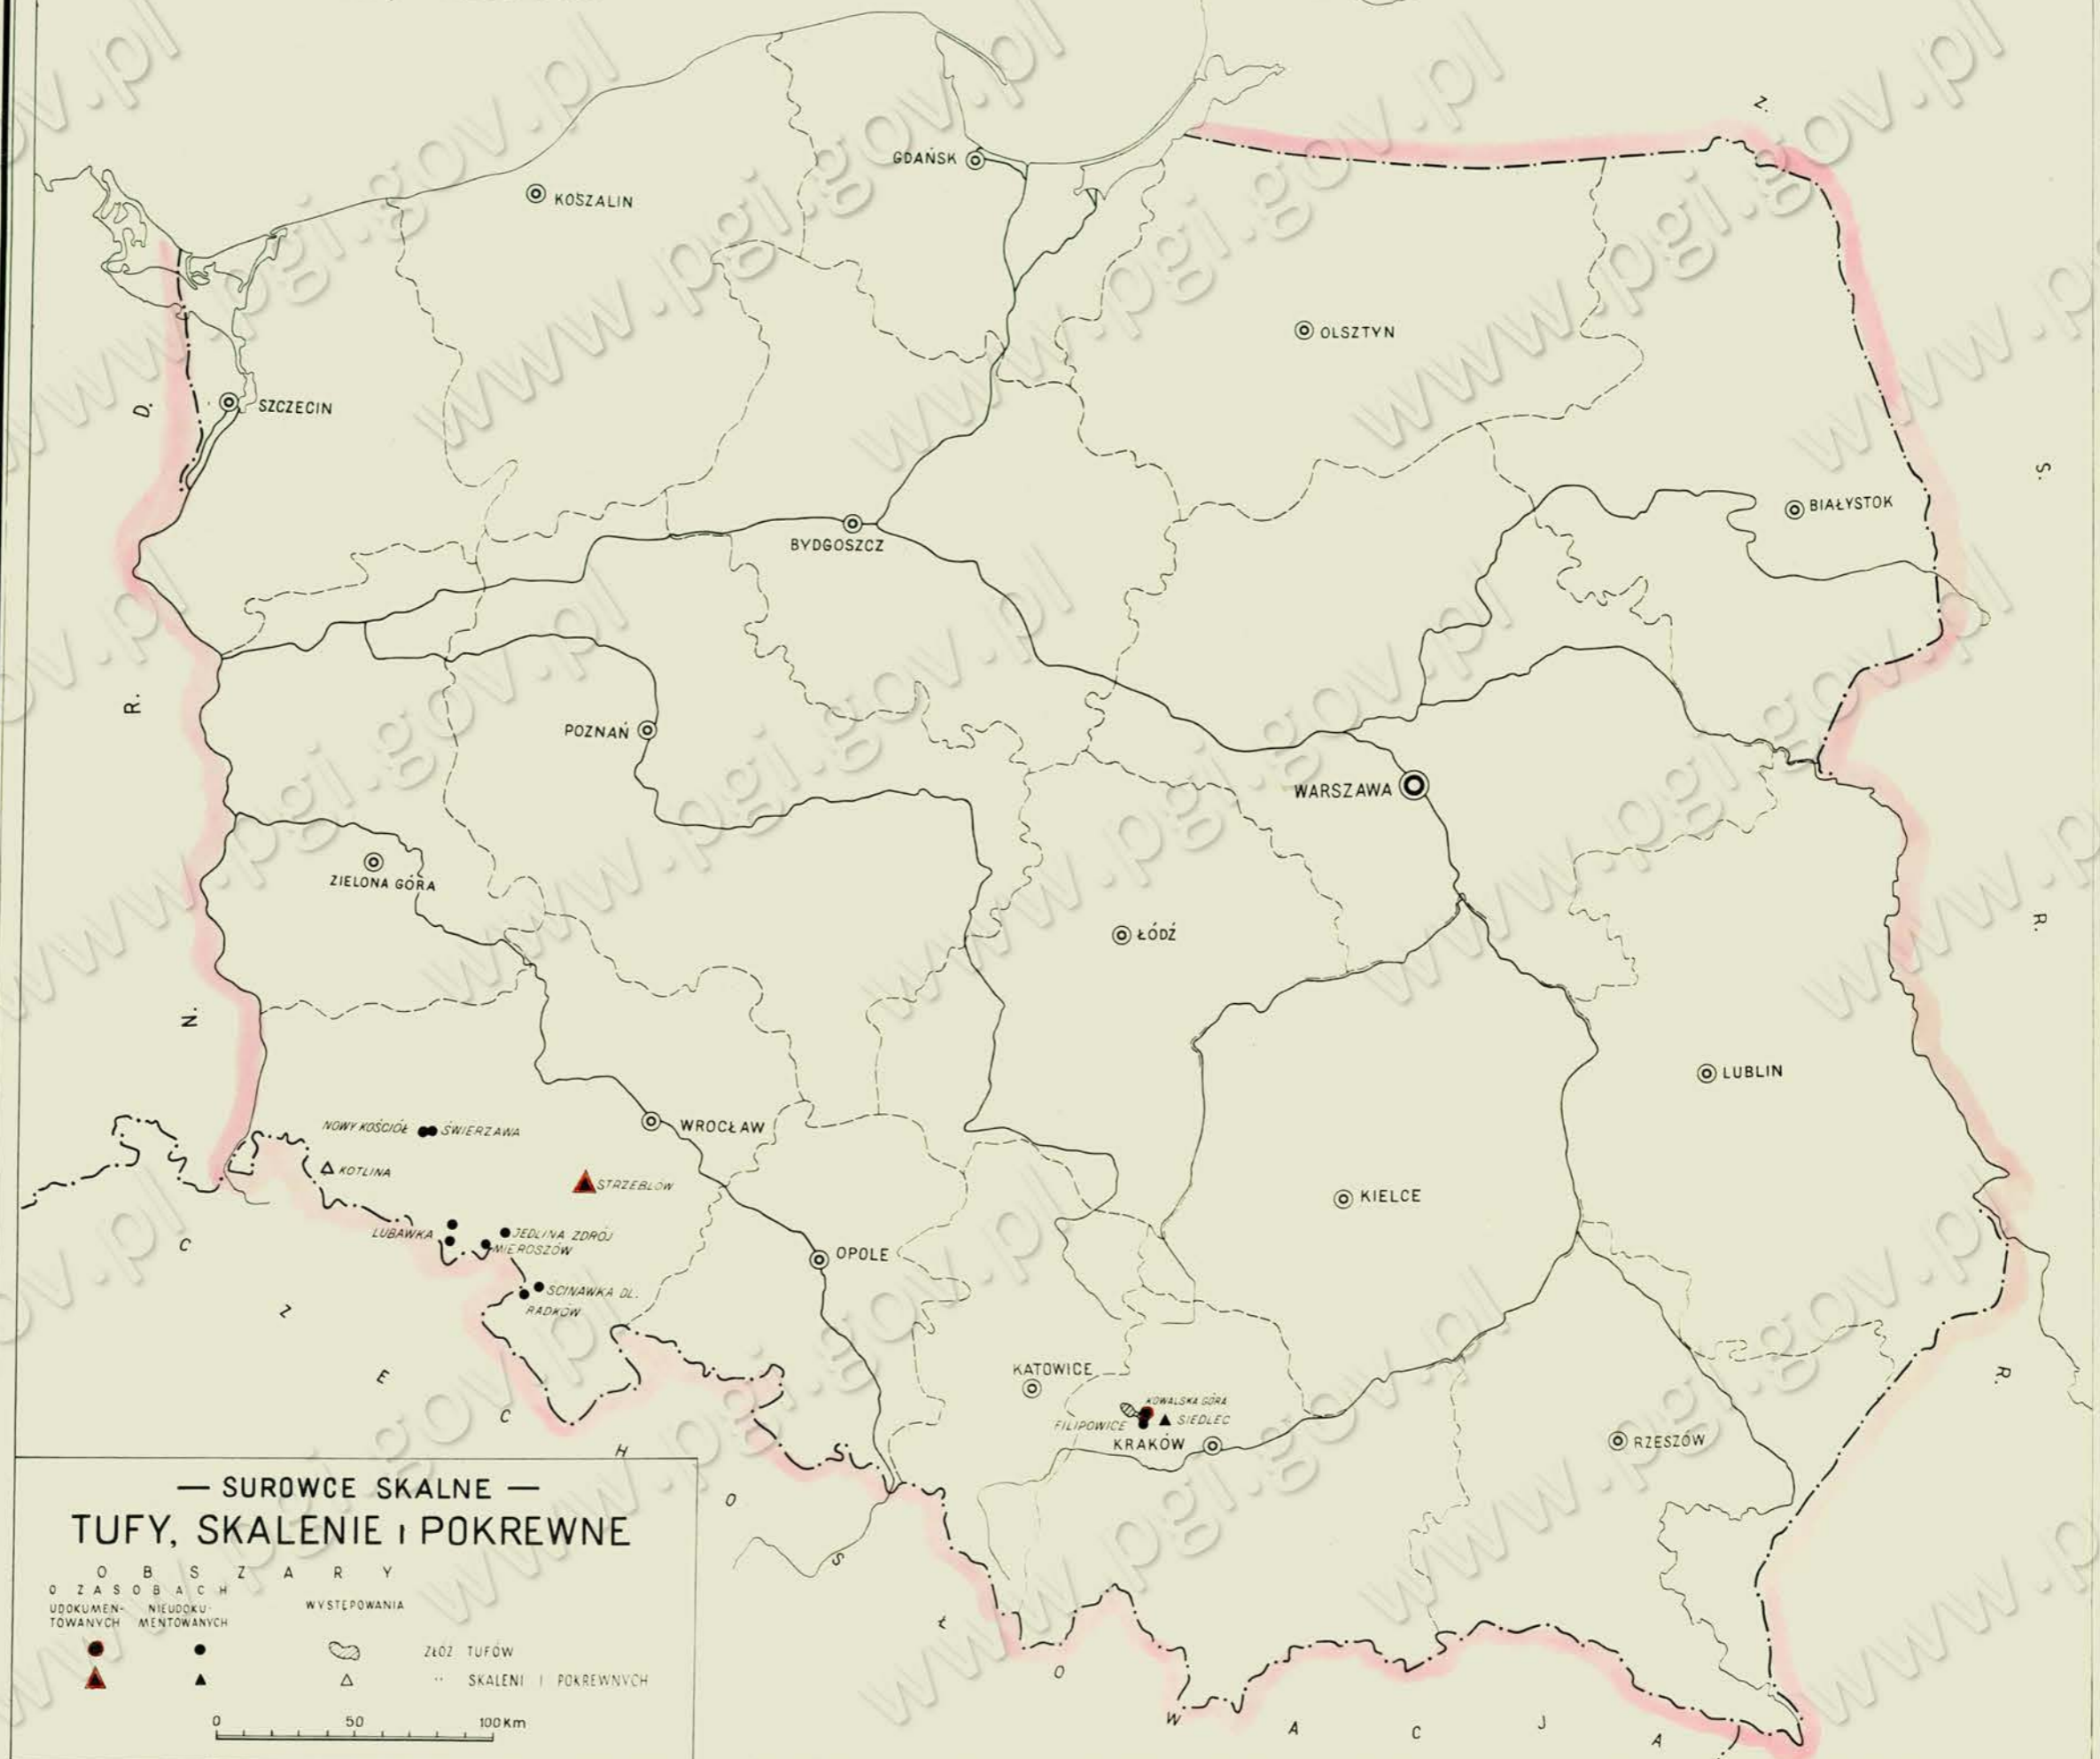 Z.
GDAŃSK
KOSZALIN
OLSZTYN
D.
SZCZECIN
S.
BIAŁYSTOK
BYDGOSZCZ
R.
POZNAŃ
WARSZAWA
ZIELONA GÓRA
ŁÓDŹ
R.
N.
LUBLIN
WROCŁAW
NOWY KOŚCIÓŁ
ŚWIERZAWA
KOTLINA
STRZEBLÓW
KIELCE
LUBAWKA
JEDLINA ZDRÓJ
MIEROSZÓW
OPOLE
ŚCINAWKA DL.
RADKÓW
KATOWICE
KOWALSKA GÓRA
FILIPOWICE
SIEDLEC
KRAKÓW
RZESZÓW
R.
C Z E C H O S Ł O W A C J A
— SUROWCE SKALNE —
TUFY, SKALENIE i POKREWNE
OBSZARY
O ZASOBACH
UDOKUMEN- NIEUDOKU-
TOWANYCH MENTOWANYCH
WYSTĘPOWANIA
ZŁÓŻ TUFÓW
" SKALENI I POKREWNYCH
0 50 100 Km
www.pgi.gov.pl